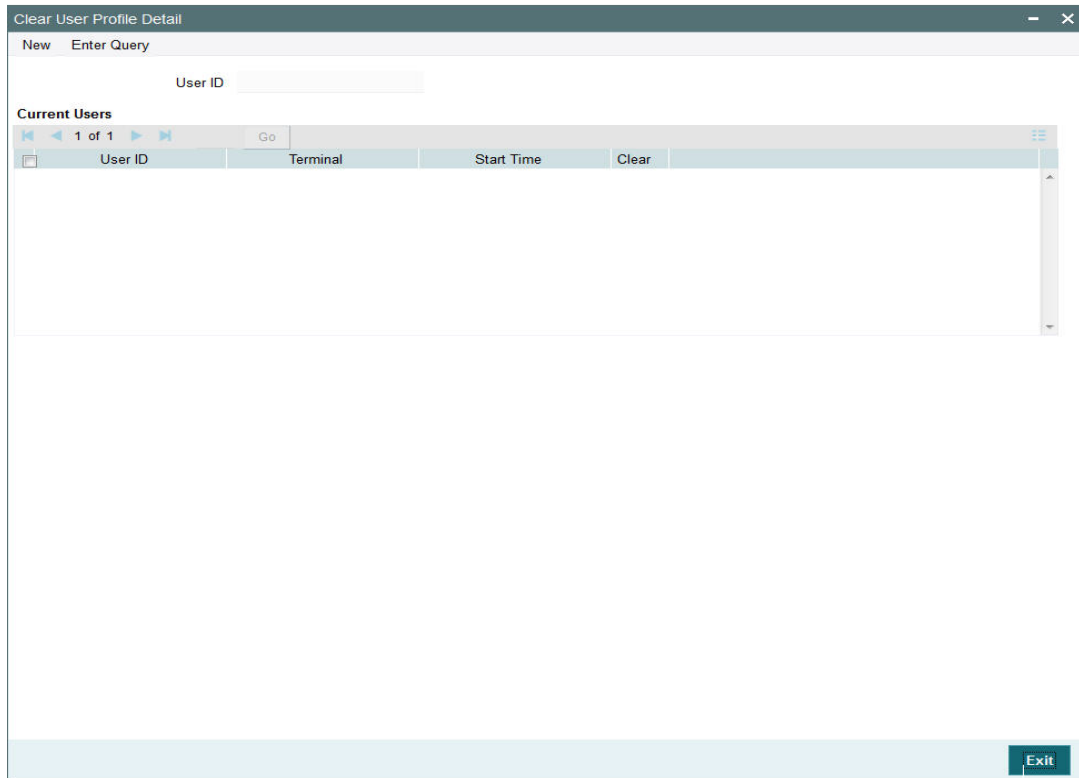 Clear User Profile Detail
New Enter Query
User ID
Current Users
1 of 1 Go
User ID Terminal Start Time Clear
Exit